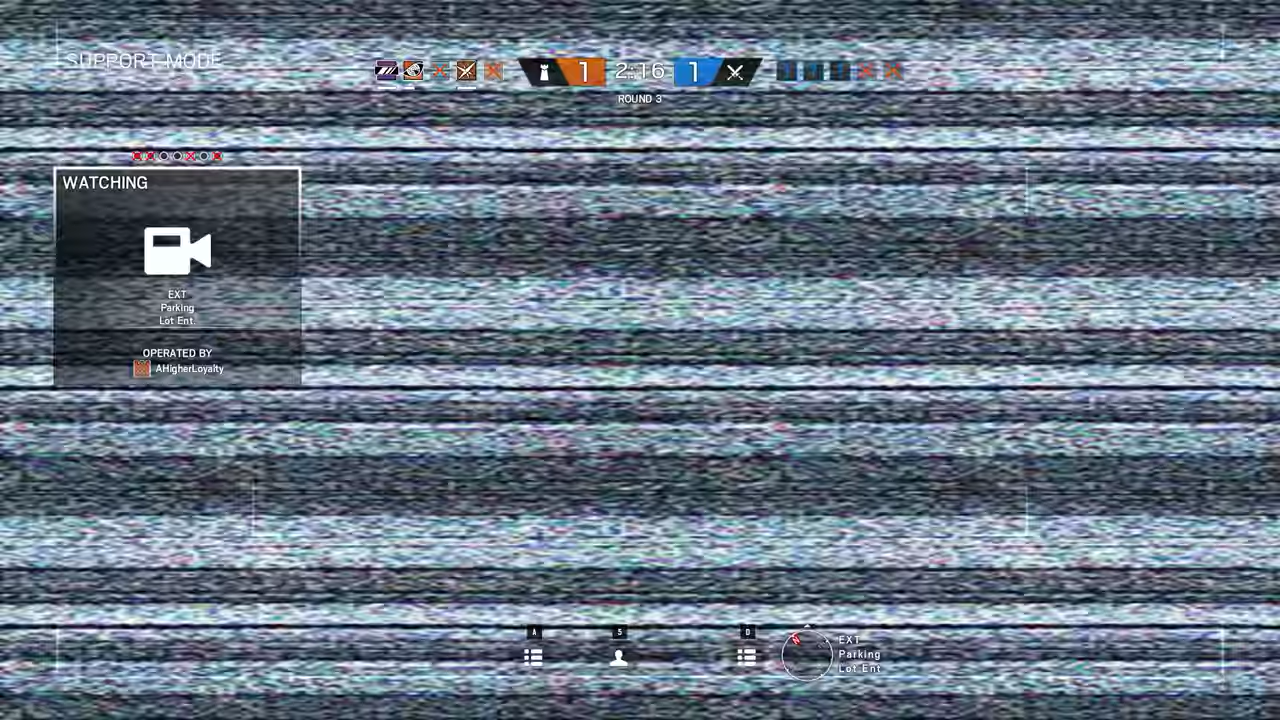 SUPPORT MODE
1 2:16 1
ROUND 3
WATCHING
EXT
Parking
Lot Ent.
OPERATED BY
AHigherLoyalty
A S D
N
EXT
Parking
Lot Ent